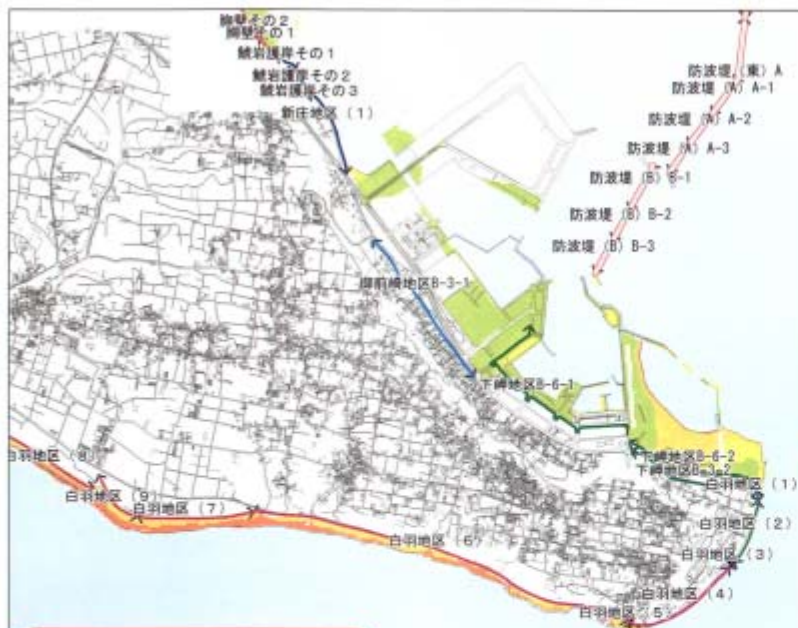 胸壁その2
胸壁その1
鯱岩護岸その1
鯱岩護岸その2
鯱岩護岸その3
新庄地区(1)
防波堤(東)A
防波堤(A)A-1
防波堤(A)A-2
防波堤(A)A-3
防波堤(B)B-1
防波堤(B)B-2
防波堤(B)B-3
御前崎地区B-3-1
下岬地区B-6-1
下岬地区B-6-2
下岬地区B-3-2
白羽地区(1)
白羽地区(2)
白羽地区(3)
白羽地区(4)
白羽地区(5)
白羽地区(6)
白羽地区(7)
白羽地区(8)
白羽地区(9)